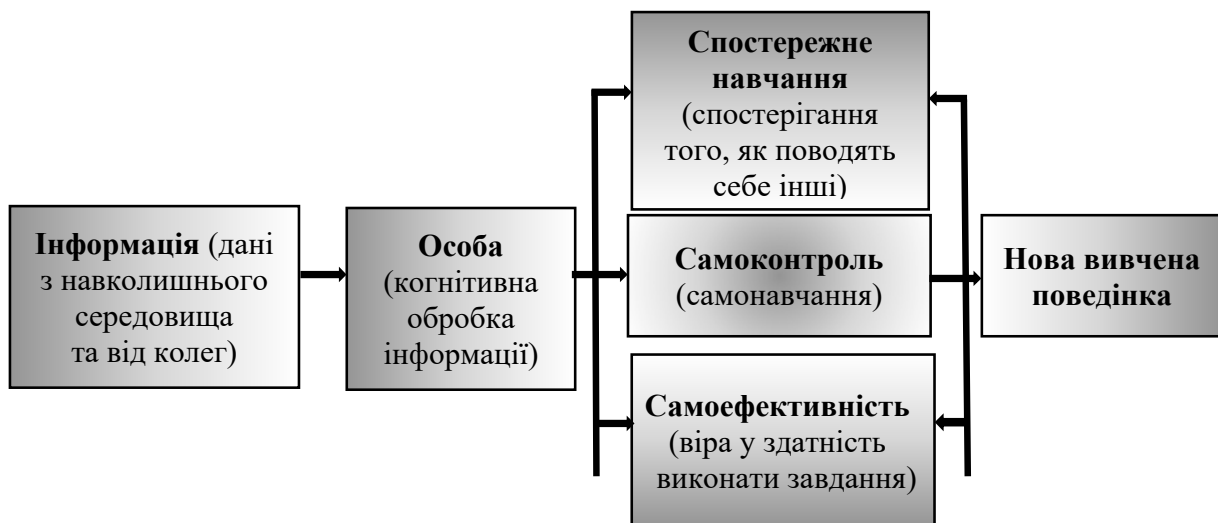 Інформація (дані
з навколишнього
середовища
та від колег)
Особа
(когнітивна
обробка
інформації)
Спостережне
навчання
(спостерігання
того, як поводять
себе інші)
Самоконтроль
(самонавчання)
Самоефективність
(віра у здатність
виконати завдання)
Нова вивчена
поведінка